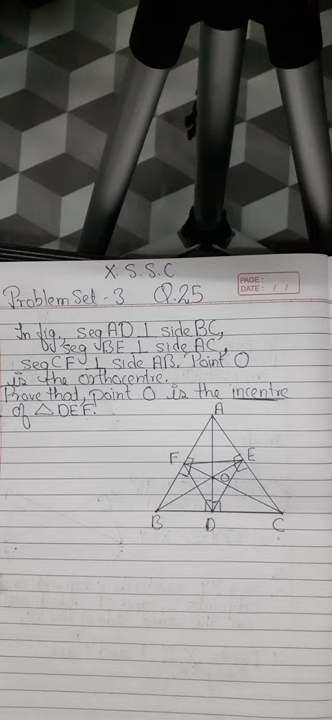 X. S. S. C
PAGE:
DATE: / /
Problem Set - 3 Q.25
In fig, seg AD ⊥ side BC,
seg BE ⊥ side AC,
seg CF ⊥ side AB. Point O
is the orthocentre.
Prove that, point O is the incentre
of △DEF.
A
F
E
O
B
D
C